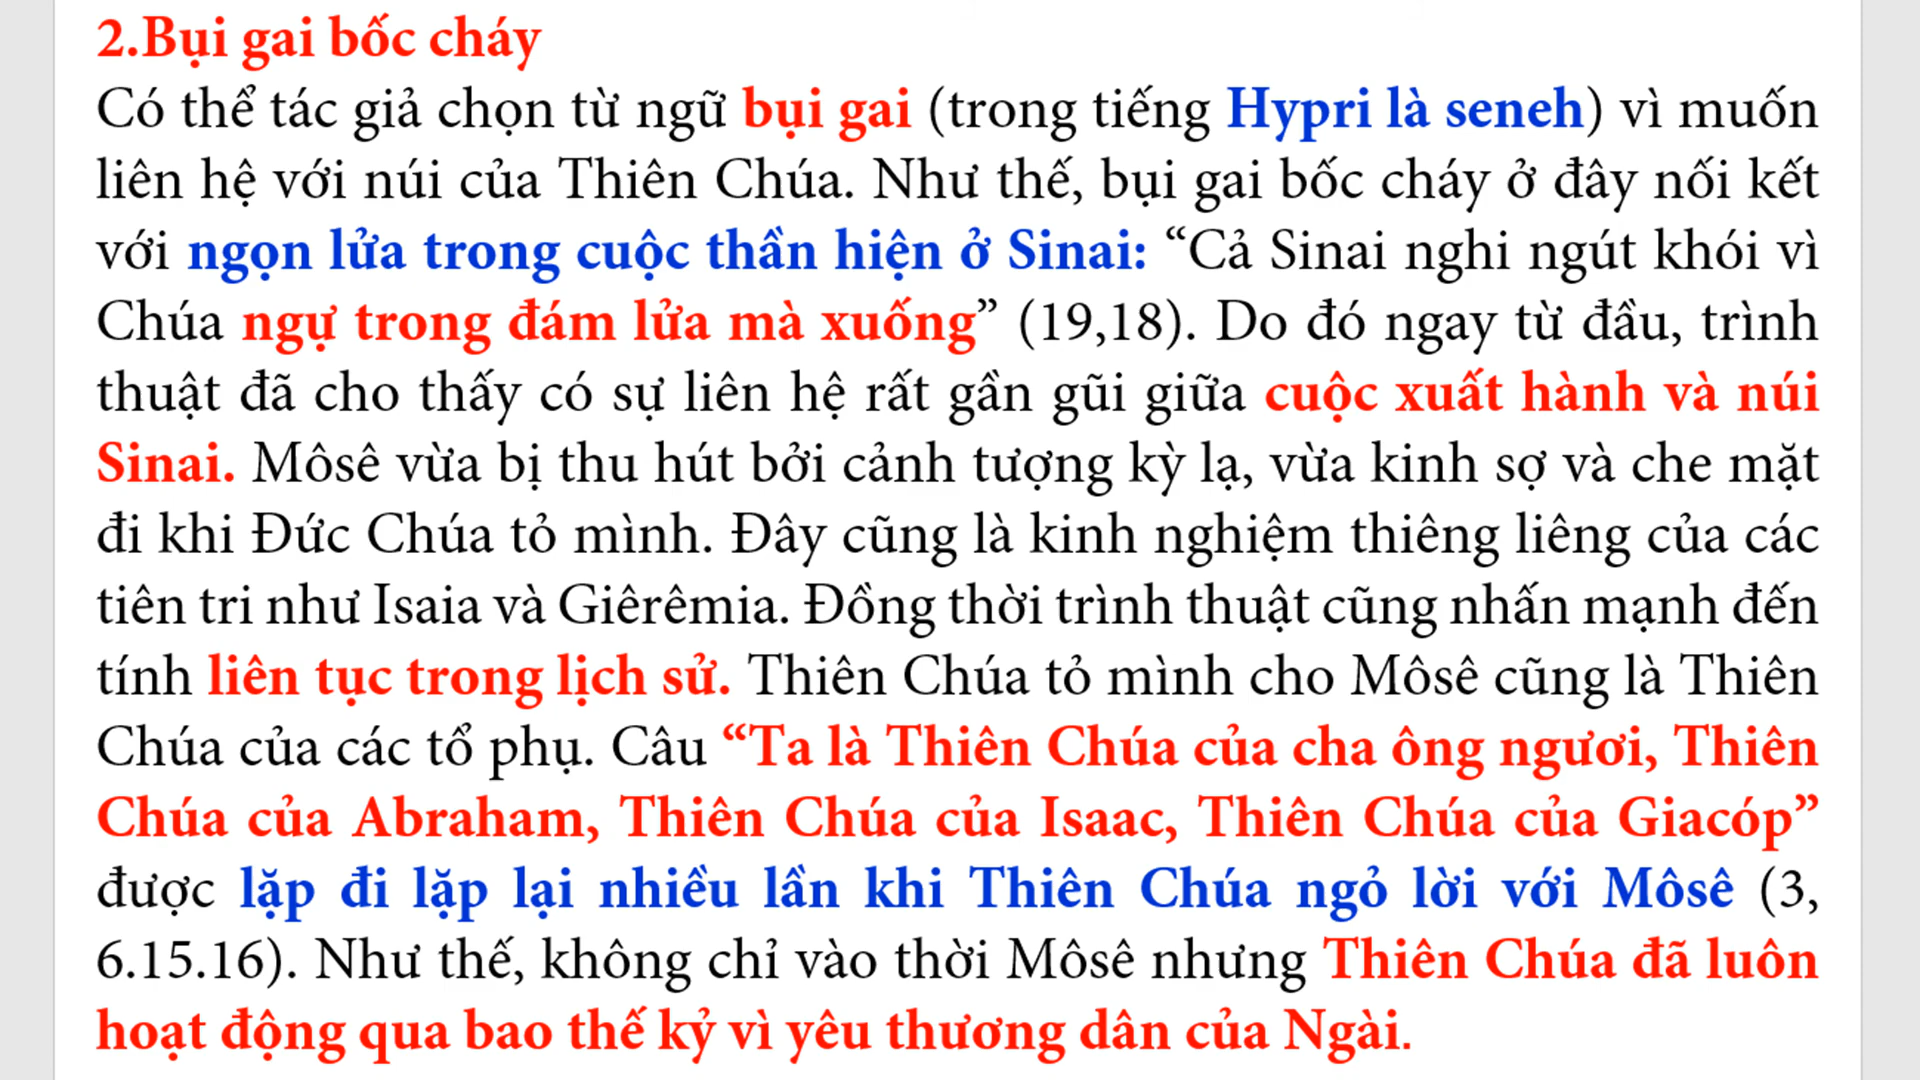 2.Bụi gai bốc cháy
Có thể tác giả chọn từ ngữ bụi gai (trong tiếng Hypri là seneh) vì muốn
liên hệ với núi của Thiên Chúa. Như thế, bụi gai bốc cháy ở đây nối kết
với ngọn lửa trong cuộc thần hiện ở Sinai: “Cả Sinai nghi ngút khói vì
Chúa ngự trong đám lửa mà xuống” (19,18). Do đó ngay từ đầu, trình
thuật đã cho thấy có sự liên hệ rất gần gũi giữa cuộc xuất hành và núi
Sinai. Môsê vừa bị thu hút bởi cảnh tượng kỳ lạ, vừa kinh sợ và che mặt
đi khi Đức Chúa tỏ mình. Đây cũng là kinh nghiệm thiêng liêng của các
tiên tri như Isaia và Giêrêmia. Đồng thời trình thuật cũng nhấn mạnh đến
tính liên tục trong lịch sử. Thiên Chúa tỏ mình cho Môsê cũng là Thiên
Chúa của các tổ phụ. Câu “Ta là Thiên Chúa của cha ông ngươi, Thiên
Chúa của Abraham, Thiên Chúa của Isaac, Thiên Chúa của Giacóp”
được lặp đi lặp lại nhiều lần khi Thiên Chúa ngỏ lời với Môsê (3,
6.15.16). Như thế, không chỉ vào thời Môsê nhưng Thiên Chúa đã luôn
hoạt động qua bao thế kỷ vì yêu thương dân của Ngài.